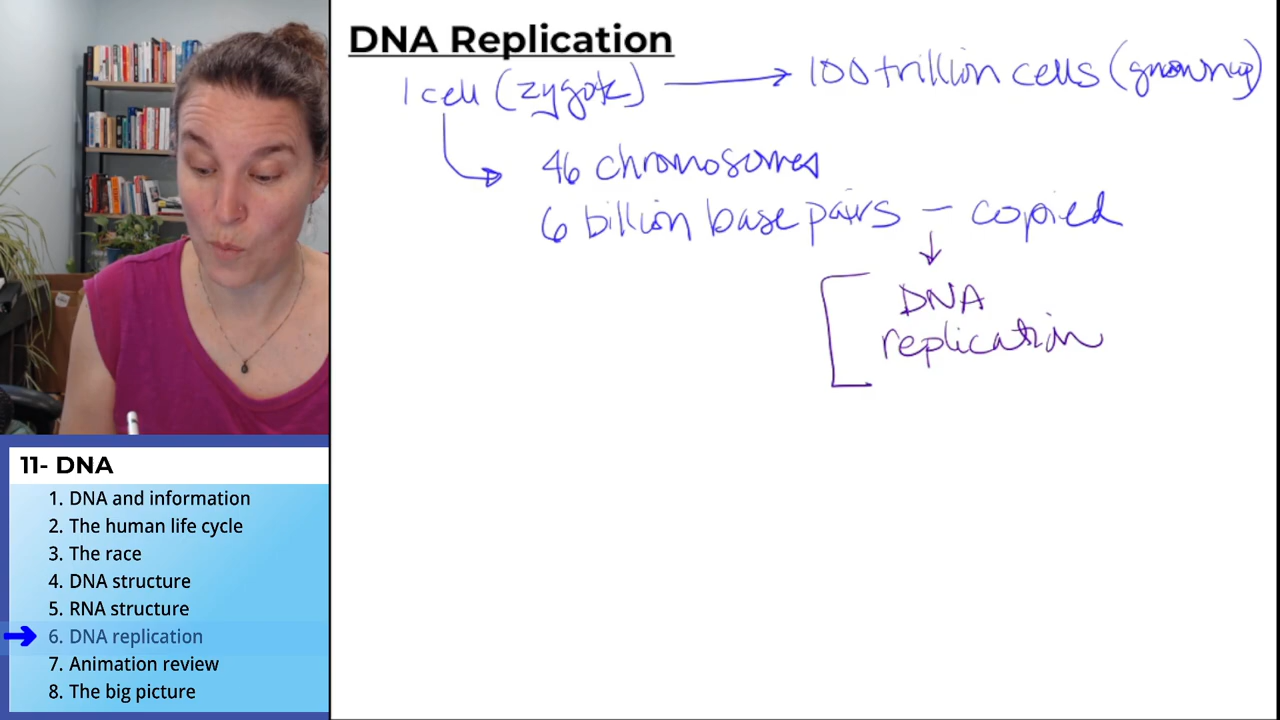 DNA Replication
1 cell (zygote) → 100 trillion cells (grownup)
46 chromosomes
6 billion base pairs - copied
DNA
replication
11- DNA
1. DNA and information
2. The human life cycle
3. The race
4. DNA structure
5. RNA structure
6. DNA replication
7. Animation review
8. The big picture